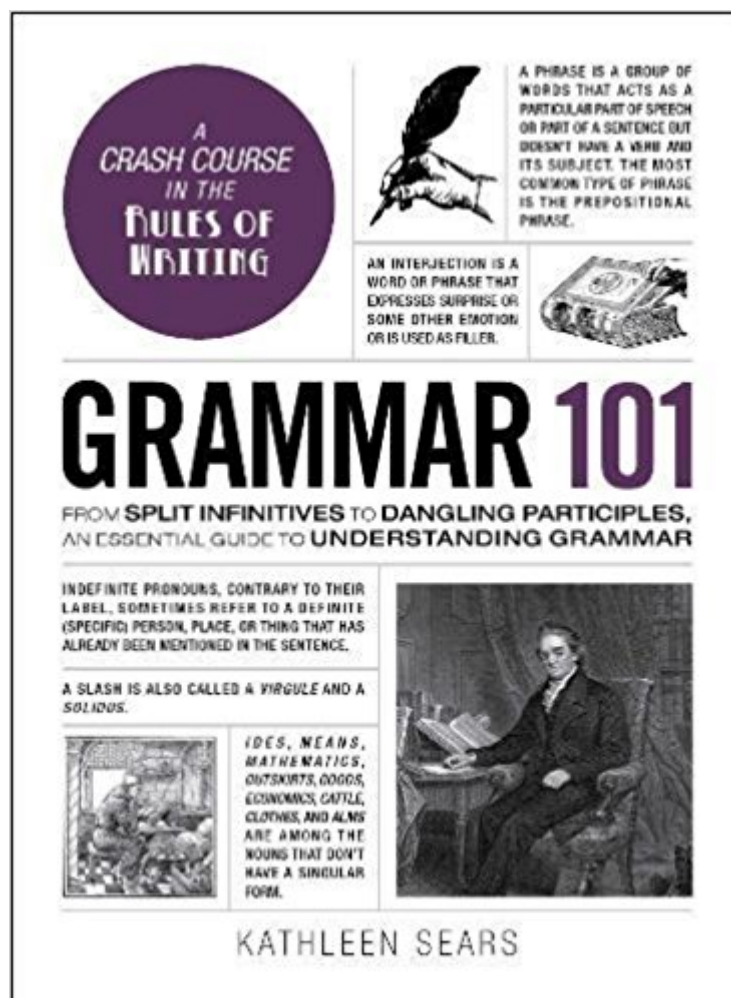 A
CRASH COURSE
IN THE
RULES OF
WRITING
A PHRASE IS A GROUP OF
WORDS THAT ACTS AS A
PARTICULAR PART OF SPEECH
OR PART OF A SENTENCE BUT
DOESN'T HAVE A VERB AND
ITS SUBJECT. THE MOST
COMMON TYPE OF PHRASE
IS THE PREPOSITIONAL
PHRASE.
AN INTERJECTION IS A
WORD OR PHRASE THAT
EXPRESSES SURPRISE OR
SOME OTHER EMOTION
OR IS USED AS FILLER.
GRAMMAR 101
FROM SPLIT INFINITIVES TO DANGLING PARTICIPLES,
AN ESSENTIAL GUIDE TO UNDERSTANDING GRAMMAR
INDEFINITE PRONOUNS, CONTRARY TO THEIR
LABEL, SOMETIMES REFER TO A DEFINITE
(SPECIFIC) PERSON, PLACE, OR THING THAT HAS
ALREADY BEEN MENTIONED IN THE SENTENCE.
A SLASH IS ALSO CALLED A VIRGULE AND A
SOLIDUS.
IDES, MEANS,
MATHEMATICS,
OUTSKIRTS, GOODS,
ECONOMICS, CATTLE,
CLOTHES, AND ALMS
ARE AMONG THE
NOUNS THAT DON'T
HAVE A SINGULAR
FORM.
KATHLEEN SEARS